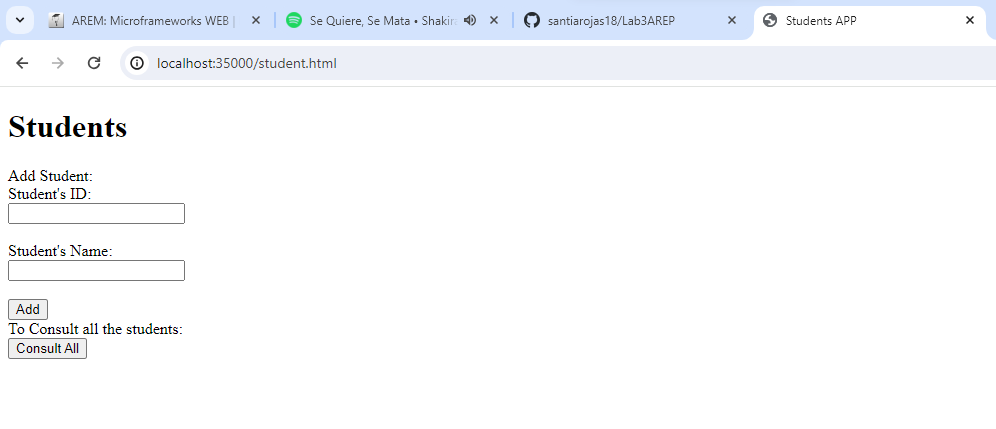 AREM: Microframeworks WEB |
Se Quiere, Se Mata • Shakira
santiarojas18/Lab3AREP
Students APP
localhost:35000/student.html
Students
Add Student:
Student's ID:
Student's Name:
Add
To Consult all the students:
Consult All